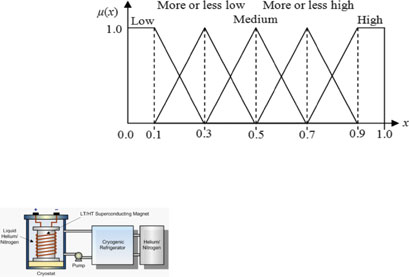 More or less low More or less high
μ(x)
1.0 Low Medium High
0.0 0.1 0.3 0.5 0.7 0.9 1.0 x
+ -
LT/HT Superconducting Magnet
Liquid
Helium/
Nitrogen
Cryogenic
Refrigerator
Helium/
Nitrogen
Pump
Cryostat